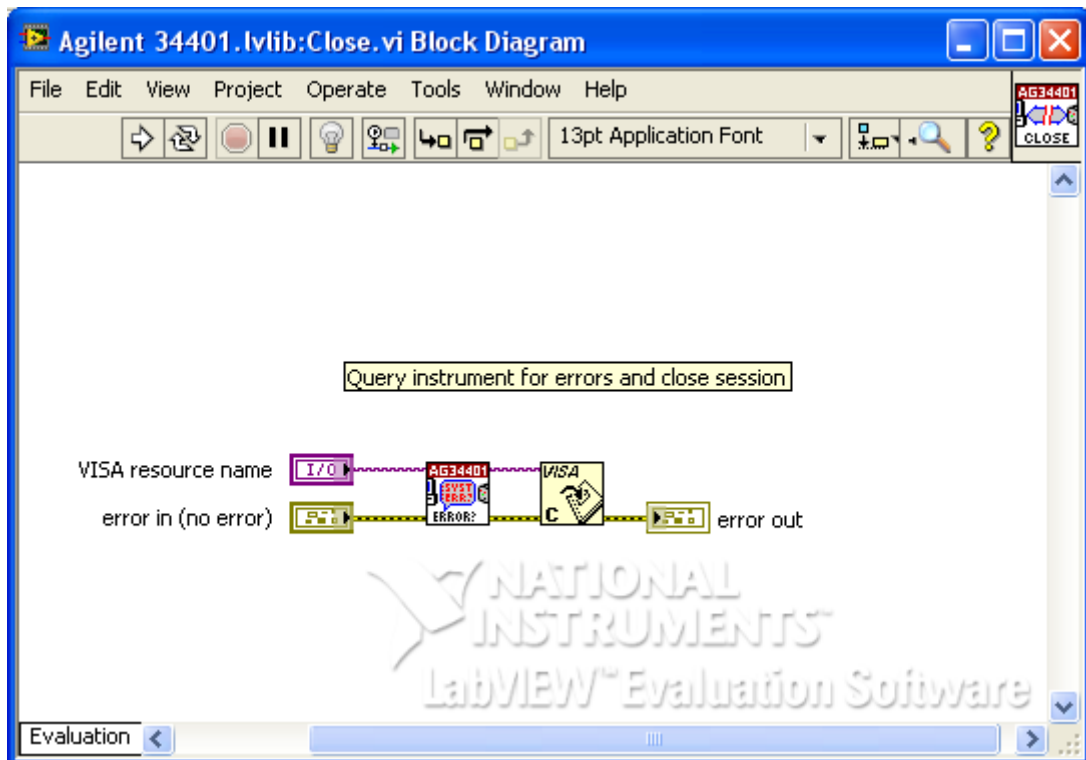 Agilent 34401.lvlib:Close.vi Block Diagram
File Edit View Project Operate Tools Window Help
AG34401
CLOSE
13pt Application Font
Query instrument for errors and close session
VISA resource name
I/O
AG34401
SYST
ERR?
ERROR?
VISA
C
error in (no error)
error out
NATIONAL
INSTRUMENTS™
LabVIEW™ Evaluation Software
Evaluation